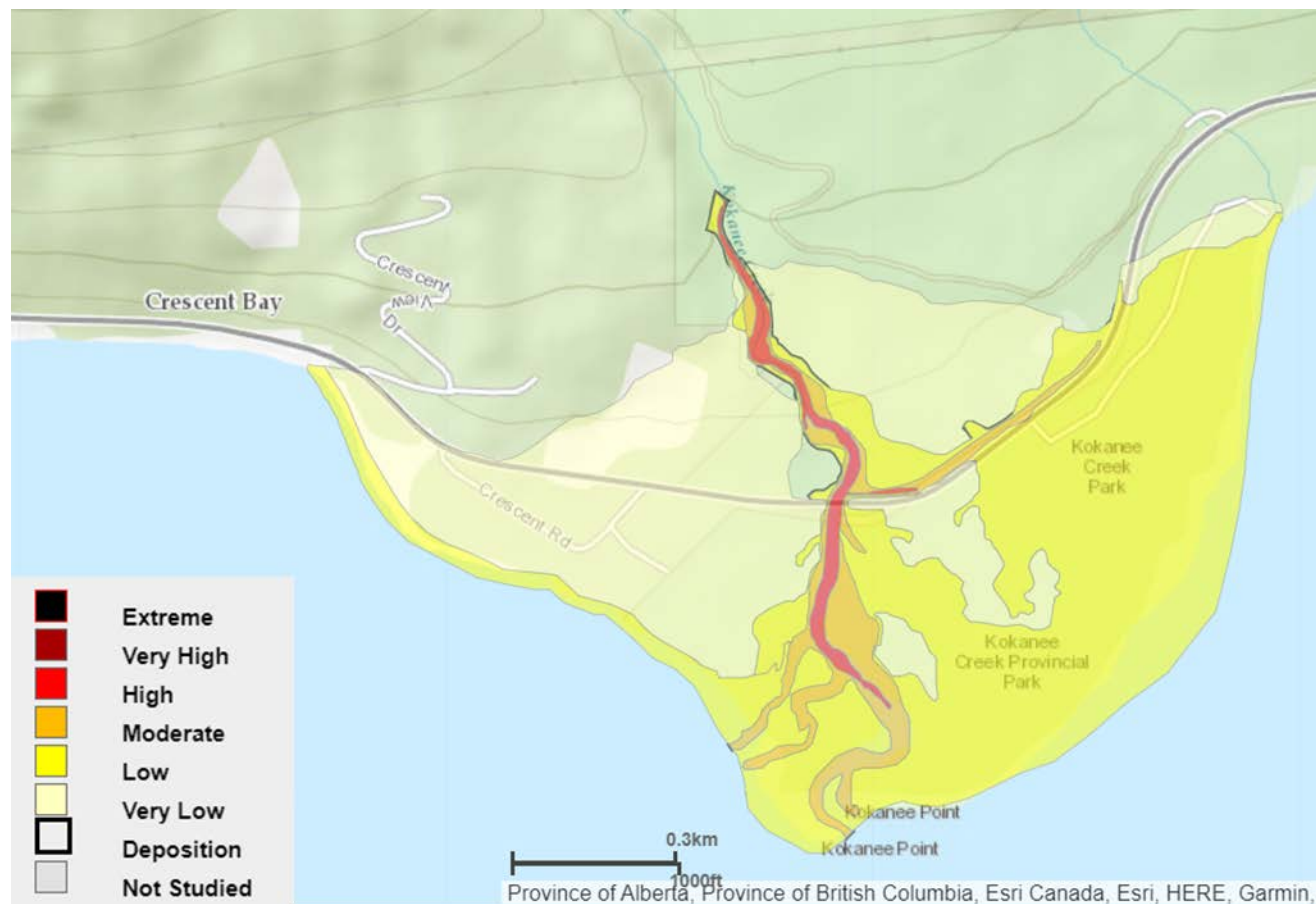 Kokanee
Crescent
View
Dr
Crescent Bay
Crescent Rd
Kokanee
Creek
Park
Kokanee
Creek Provincial
Park
Extreme
Very High
High
Moderate
Low
Very Low
Deposition
Not Studied
Kokanee Point
Kokanee Point
0.3km
1000ft
Province of Alberta, Province of British Columbia, Esri Canada, Esri, HERE, Garmin,